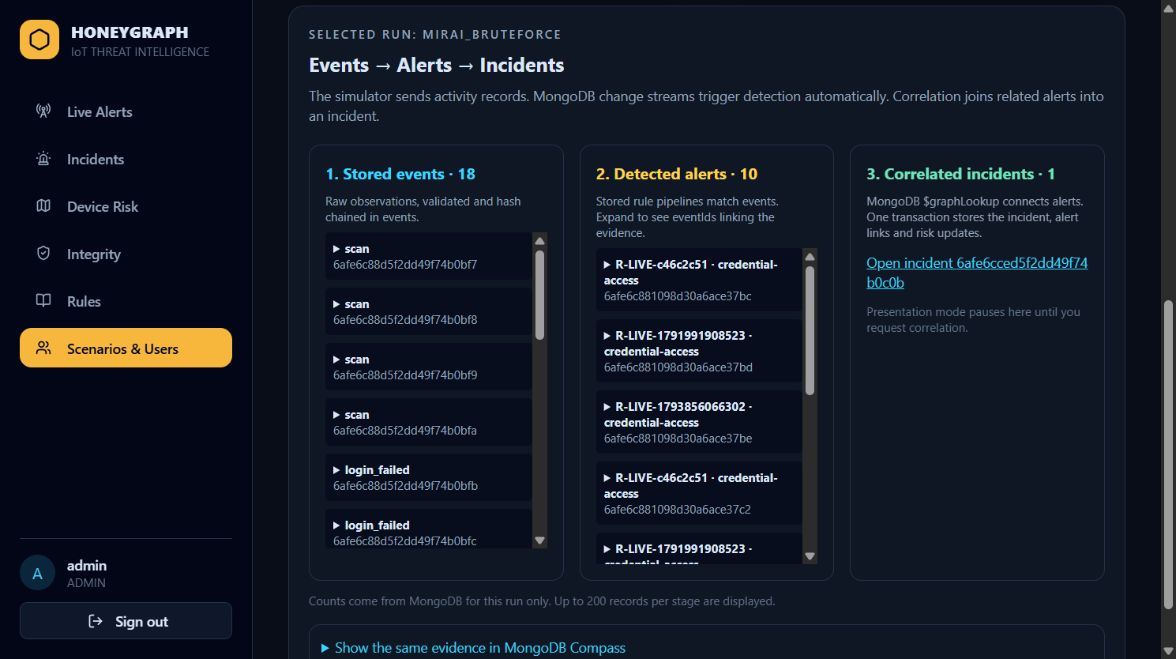 HONEYGRAPH
IoT THREAT INTELLIGENCE
Live Alerts
Incidents
Device Risk
Integrity
Rules
Scenarios & Users
A
admin
ADMIN
Sign out
SELECTED RUN: MIRAI_BRUTEFORCE
Events → Alerts → Incidents
The simulator sends activity records. MongoDB change streams trigger detection automatically. Correlation joins related alerts into
an incident.
1. Stored events · 18
Raw observations, validated and hash
chained in events.
▶ scan
6afe6c88d5f2dd49f74b0bf7
▶ scan
6afe6c88d5f2dd49f74b0bf8
▶ scan
6afe6c88d5f2dd49f74b0bf9
▶ scan
6afe6c88d5f2dd49f74b0bfa
▶ login_failed
6afe6c88d5f2dd49f74b0bfb
▶ login_failed
6afe6c88d5f2dd49f74b0bfc
2. Detected alerts · 10
Stored rule pipelines match events.
Expand to see eventIds linking the
evidence.
▶ R-LIVE-c46c2c51 · credential-
access
6afe6c881098d30a6ace37bc
▶ R-LIVE-1791991908523 ·
credential-access
6afe6c881098d30a6ace37bd
▶ R-LIVE-1793856066302 ·
credential-access
6afe6c881098d30a6ace37be
▶ R-LIVE-c46c2c51 · credential-
access
6afe6c881098d30a6ace37c2
▶ R-LIVE-1791991908523 ·
credential-access
3. Correlated incidents · 1
MongoDB $graphLookup connects alerts.
One transaction stores the incident, alert
links and risk updates.
Open incident 6afe6cced5f2dd49f74
b0c0b
Presentation mode pauses here until you
request correlation.
Counts come from MongoDB for this run only. Up to 200 records per stage are displayed.
▶ Show the same evidence in MongoDB Compass